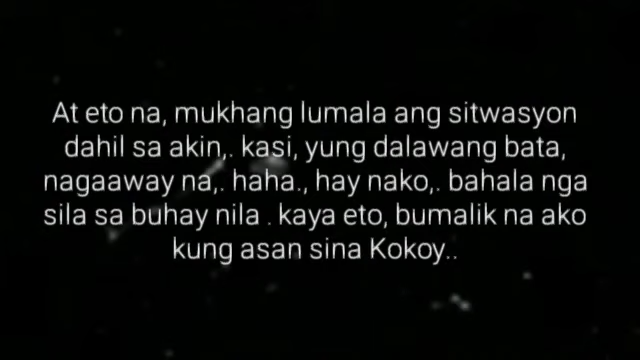 At eto na, mukhang lumala ang sitwasyon
dahil sa akin,. kasi, yung dalawang bata,
nagaaway na,. haha., hay nako,. bahala nga
sila sa buhay nila . kaya eto, bumalik na ako
kung asan sina Kokoy..